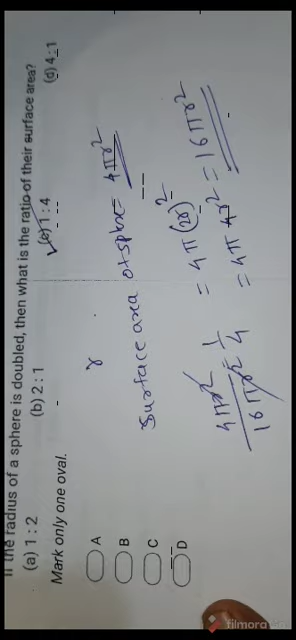 If the radius of a sphere is doubled, then what is the ratio of their surface area?
(a) 1 : 2 (b) 2 : 1 (c) 1 : 4 (d) 4 : 1
Mark only one oval.
A
B
C
D
r
Surface area of sphere = 4πr²
= 4π(2r)²
= 4π 4r² = 16πr²
4πr²/16πr² = 1/4
filmora